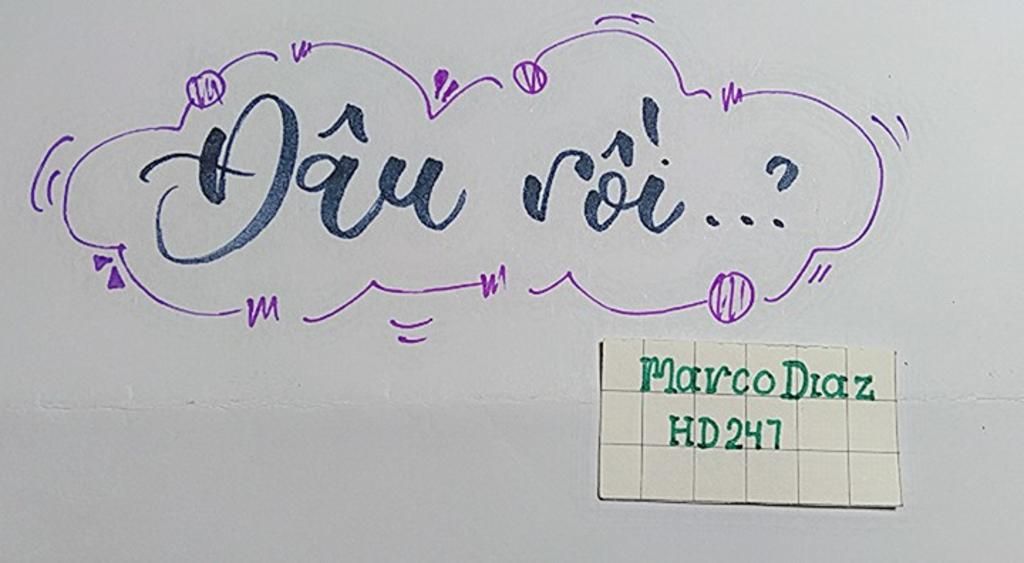 Đâu rồi...?
Marco Diaz
HD247